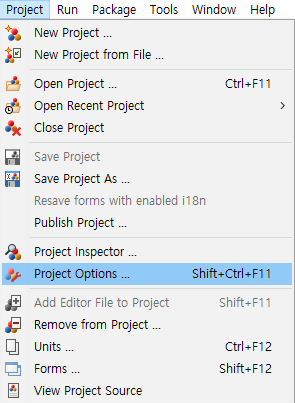 Project Run Package Tools Window Help
New Project ...
New Project from File ...
Open Project ... Ctrl+F11
Open Recent Project
Close Project
Save Project
Save Project As ...
Resave forms with enabled i18n
Publish Project ...
Project Inspector ...
Project Options ... Shift+Ctrl+F11
Add Editor File to Project Shift+F11
Remove from Project ...
Units ... Ctrl+F12
Forms ... Shift+F12
View Project Source